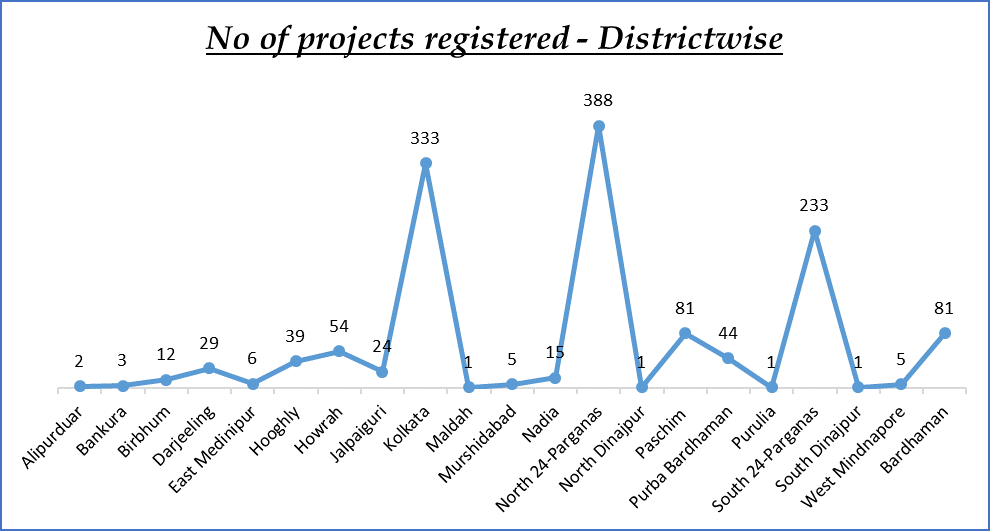 No of projects registered - Districtwise
2
3
12
29
6
39
54
24
333
1
5
15
388
1
81
44
1
233
1
5
81
Alipurduar
Bankura
Birbhum
Darjeeling
East Medinipur
Hooghly
Howrah
Jalpaiguri
Kolkata
Maldah
Murshidabad
Nadia
North 24-Parganas
North Dinajpur
Paschim
Purba Bardhaman
Purulia
South 24-Parganas
South Dinajpur
West Mindnapore
Bardhaman